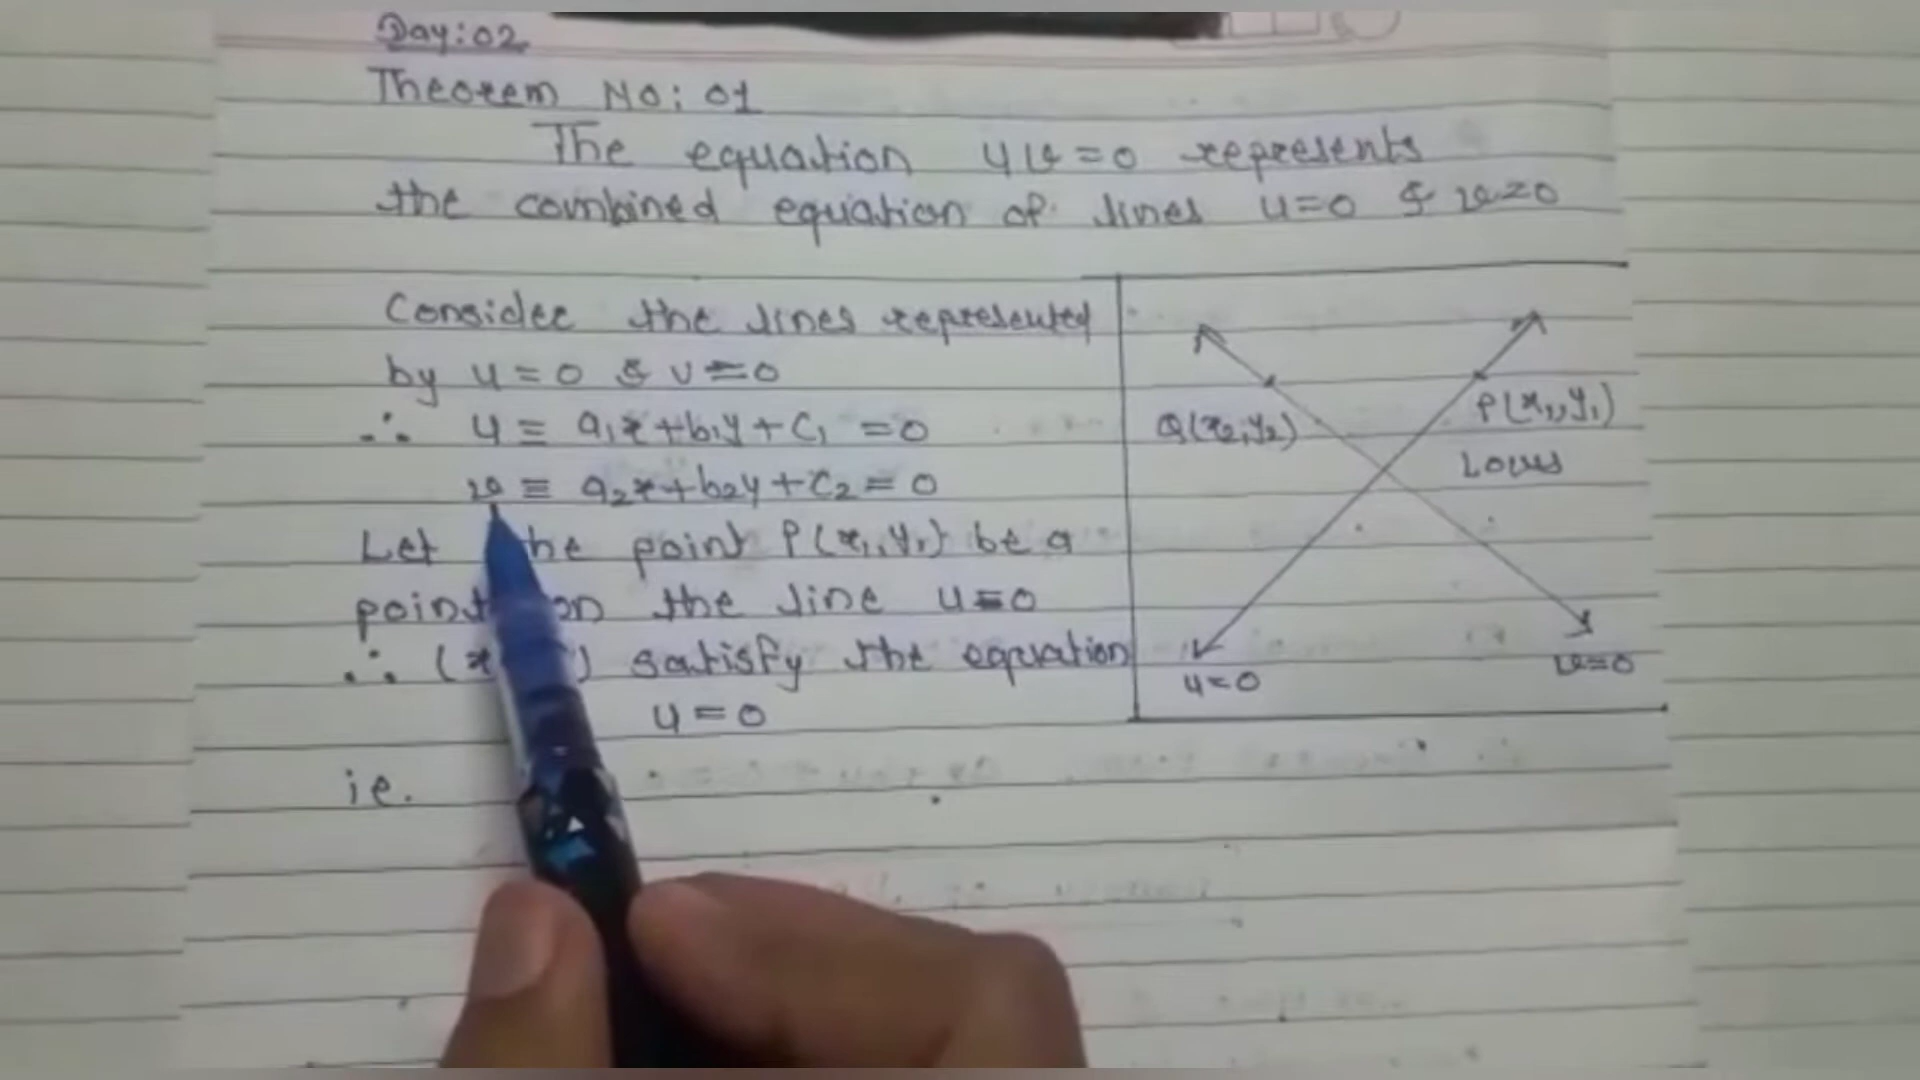 Day:02
Theorem No: 01
The equation uv=0 represents
the combined equation of lines u=0 & v=0
Consider the lines represented
by u=0 & v=0
∴ u ≡ a₁x+b₁y+c₁ =0
v ≡ a₂x+b₂y+c₂=0
Let the point P(x₁,y₁) be a
point on the line u=0
∴ (x ) satisfy the equation
u=0
ie.
Q(x₂,y₂)
P(x₁,y₁)
Locus
u=0
v=0